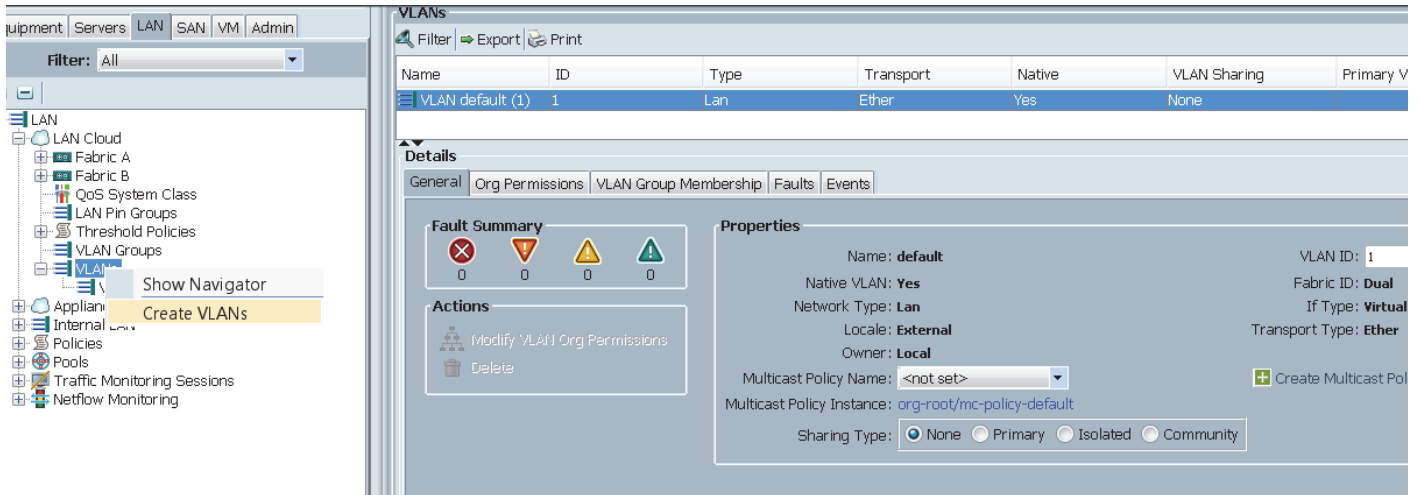 VLANs
quipment Servers LAN SAN VM Admin
Filter: All
Filter Export Print
Name ID Type Transport Native VLAN Sharing Primary V
VLAN default (1) 1 Lan Ether Yes None
LAN
LAN Cloud
Fabric A
Fabric B
QoS System Class
LAN Pin Groups
Threshold Policies
VLAN Groups
VLANs
Show Navigator
Create VLANs
Internal LAN
Policies
Pools
Traffic Monitoring Sessions
Netflow Monitoring
Details
General Org Permissions VLAN Group Membership Faults Events
Fault Summary
0 0 0 0
Actions
Modify VLAN Org Permissions
Delete
Properties
Name: default
Native VLAN: Yes
Network Type: Lan
Locale: External
Owner: Local
Multicast Policy Name: <not set>
Multicast Policy Instance: org-root/mc-policy-default
Sharing Type: None Primary Isolated Community
VLAN ID: 1
Fabric ID: Dual
If Type: Virtual
Transport Type: Ether
Create Multicast Pol